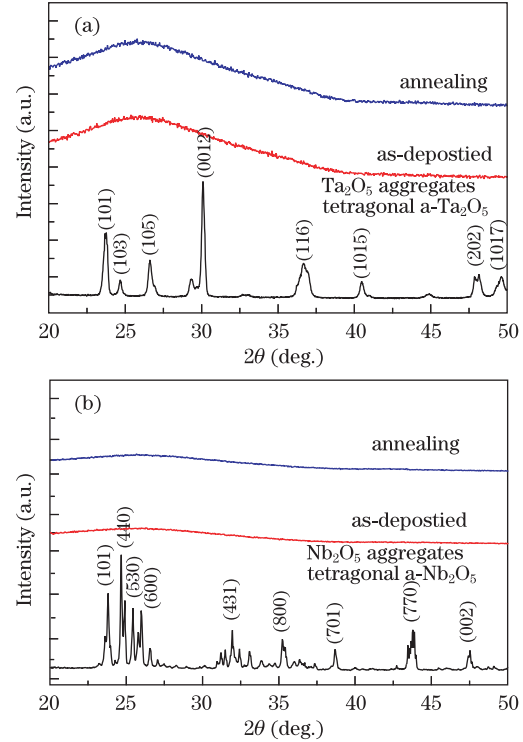 (a)
annealing
as-depostied
Ta₂O₅ aggregates
tetragonal a-Ta₂O₅
(101)
(103)
(105)
(0012)
(116)
(1015)
(202)
(1017)
Intensity (a.u.)
20 25 30 35 40 45 50
2θ (deg.)
(b)
annealing
as-depostied
Nb₂O₅ aggregates
tetragonal a-Nb₂O₅
(101)
(440)
(530)
(600)
(431)
(800)
(701)
(770)
(002)
Intensity (a.u.)
20 25 30 35 40 45 50
2θ (deg.)